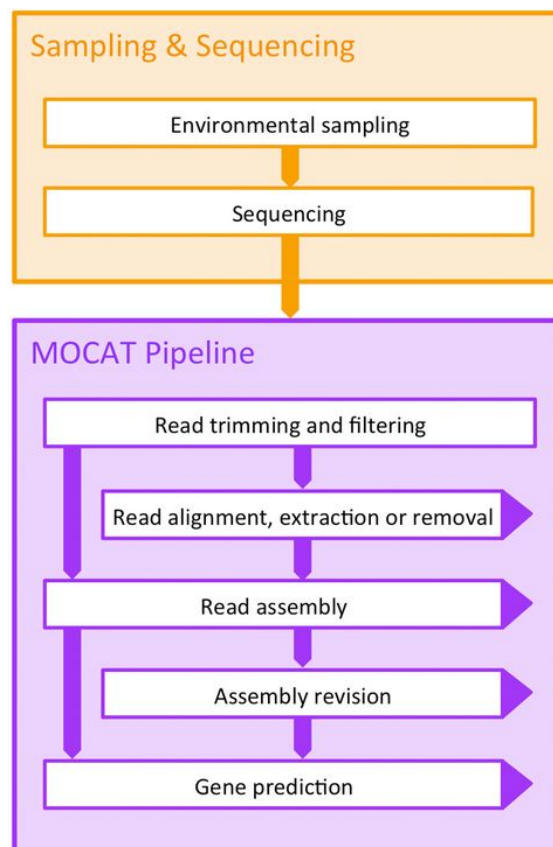 Sampling & Sequencing
Environmental sampling
Sequencing
MOCAT Pipeline
Read trimming and filtering
Read alignment, extraction or removal
Read assembly
Assembly revision
Gene prediction